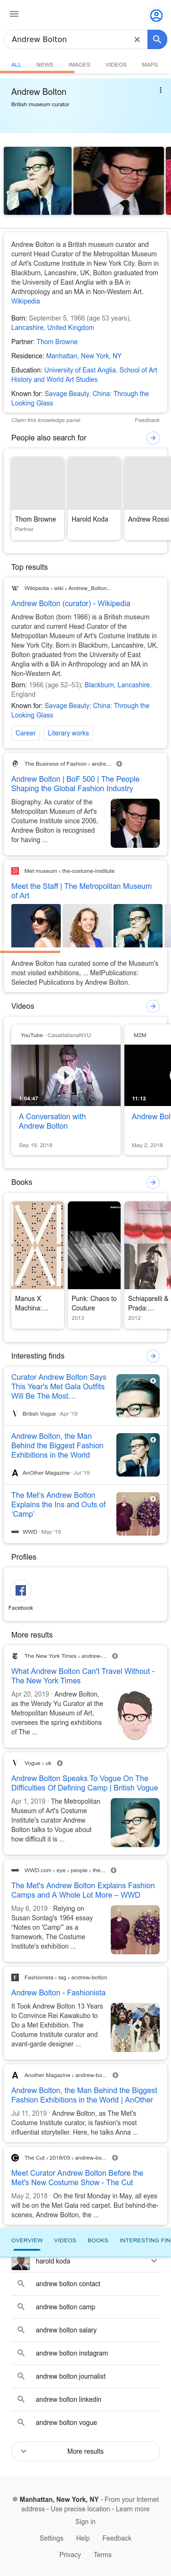 Andrew Bolton
ALL NEWS IMAGES VIDEOS MAPS
Andrew Bolton
British museum curator
Andrew Bolton is a British museum curator and
current Head Curator of the Metropolitan Museum
of Art's Costume Institute in New York City. Born in
Blackburn, Lancashire, UK, Bolton graduated from
the University of East Anglia with a BA in
Anthropology and an MA in Non-Western Art.
Wikipedia
Born: September 5, 1966 (age 53 years),
Lancashire, United Kingdom
Partner: Thom Browne
Residence: Manhattan, New York, NY
Education: University of East Anglia, School of Art
History and World Art Studies
Known for: Savage Beauty, China: Through the
Looking Glass
Claim this knowledge panel Feedback
People also search for
Thom Browne
Partner
Harold Koda
Andrew Rossi
Top results
Wikipedia › wiki › Andrew_Bolton...
Andrew Bolton (curator) - Wikipedia
Andrew Bolton (born 1966) is a British museum
curator and current Head Curator of the
Metropolitan Museum of Art's Costume Institute in
New York City. Born in Blackburn, Lancashire,
UK, Bolton graduated from the University of East
Anglia with a BA in Anthropology and an MA in
Non-Western Art.
Born: 1966 (age 52–53); Blackburn, Lancashire,
England
Known for: Savage Beauty; China: Through the
Looking Glass
Career Literary works
The Business of Fashion › andre...
Andrew Bolton | BoF 500 | The People
Shaping the Global Fashion Industry
Biography. As curator of the
Metropolitan Museum of Art's
Costume Institute since 2006,
Andrew Bolton is recognised
for having ...
Met museum › the-costume-institute
Meet the Staff | The Metropolitan Museum
of Art
Andrew Bolton has curated some of the Museum's
most visited exhibitions, ... MetPublications:
Selected Publications by Andrew Bolton.
Videos
YouTube · CasaItalianaNYU
1:04:47
A Conversation with
Andrew Bolton
Sep 19, 2018
M2M
11:12
Andrew Bol
May 2, 2018
Books
Manus X
Machina:...
Punk: Chaos to
Couture
2013
Schiaparelli &
Prada:...
2012
Interesting finds
Curator Andrew Bolton Says
This Year's Met Gala Outfits
Will Be The Most...
British Vogue · Apr '19
Andrew Bolton, the Man
Behind the Biggest Fashion
Exhibitions in the World
AnOther Magazine · Jul '19
The Met's Andrew Bolton
Explains the Ins and Outs of
'Camp'
WWD · May '19
Profiles
Facebook
More results
The New York Times › andrew-...
What Andrew Bolton Can't Travel Without -
The New York Times
Apr 20, 2019 · Andrew Bolton,
as the Wendy Yu Curator at the
Metropolitan Museum of Art,
oversees the spring exhibitions
of The ...
Vogue › uk
Andrew Bolton Speaks To Vogue On The
Difficulties Of Defining Camp | British Vogue
Apr 1, 2019 · The Metropolitan
Museum of Art's Costume
Institute's curator Andrew
Bolton talks to Vogue about
how difficult it is ...
WWD.com › eye › people › the...
The Met's Andrew Bolton Explains Fashion
Camps and A Whole Lot More – WWD
May 6, 2019 · Relying on
Susan Sontag's 1964 essay
"Notes on 'Camp'" as a
framework, The Costume
Institute's exhibition ...
Fashionista › tag › andrew-bolton
Andrew Bolton - Fashionista
It Took Andrew Bolton 13 Years
to Convince Rei Kawakubo to
Do a Met Exhibition. The
Costume Institute curator and
avant-garde designer ...
Another Magazine › andrew-bo...
Andrew Bolton, the Man Behind the Biggest
Fashion Exhibitions in the World | AnOther
Jul 11, 2019 · Andrew Bolton, as The Met's
Costume Institute curator, is fashion's most
influential storyteller. Here, he talks Anna ...
The Cut › 2018/05 › andrew-bo...
Meet Curator Andrew Bolton Before the
Met's New Costume Show - The Cut
May 2, 2018 · On the first Monday in May, all eyes
will be on the Met Gala red carpet. But behind-the-
scenes, Andrew Bolton, the ...
OVERVIEW VIDEOS BOOKS INTERESTING FIN
harold koda
andrew bolton contact
andrew bolton camp
andrew bolton salary
andrew bolton instagram
andrew bolton journalist
andrew bolton linkedin
andrew bolton vogue
More results
Manhattan, New York, NY - From your Internet
address - Use precise location - Learn more
Sign in
Settings Help Feedback
Privacy Terms